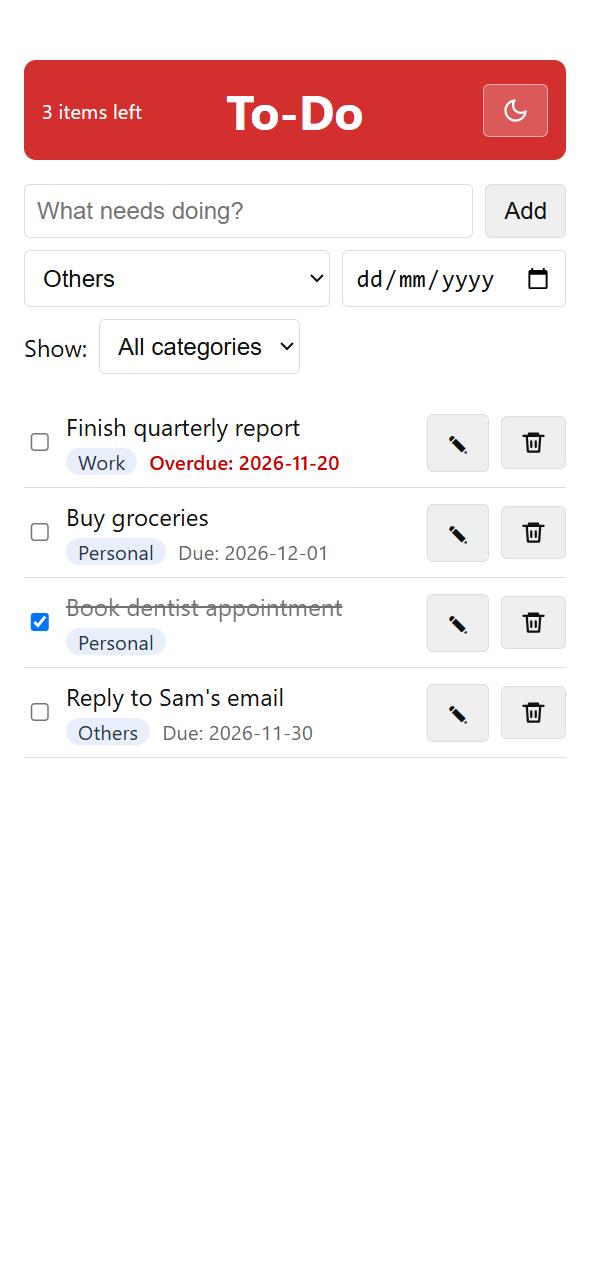 3 items left To-Do
What needs doing? Add
Others dd/mm/yyyy
Show: All categories
Finish quarterly report
Work Overdue: 2026-11-20
Buy groceries
Personal Due: 2026-12-01
Book dentist appointment
Personal
Reply to Sam's email
Others Due: 2026-11-30